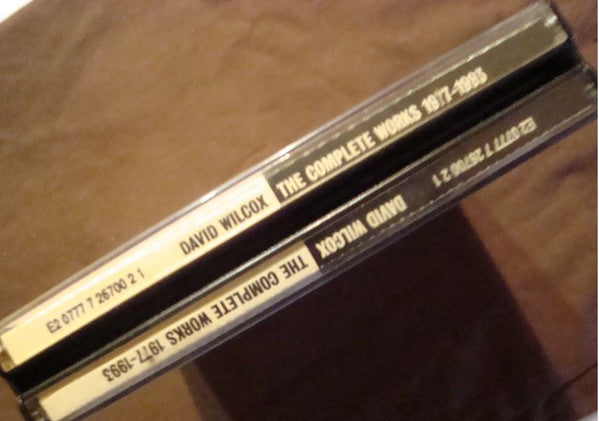 E2 0777 7 26700 2 1 DAVID WILCOX THE COMPLETE WORKS 1977-1993
THE COMPLETE WORKS 1977-1993 DAVID WILCOX E2 0777 7 26700 2 1